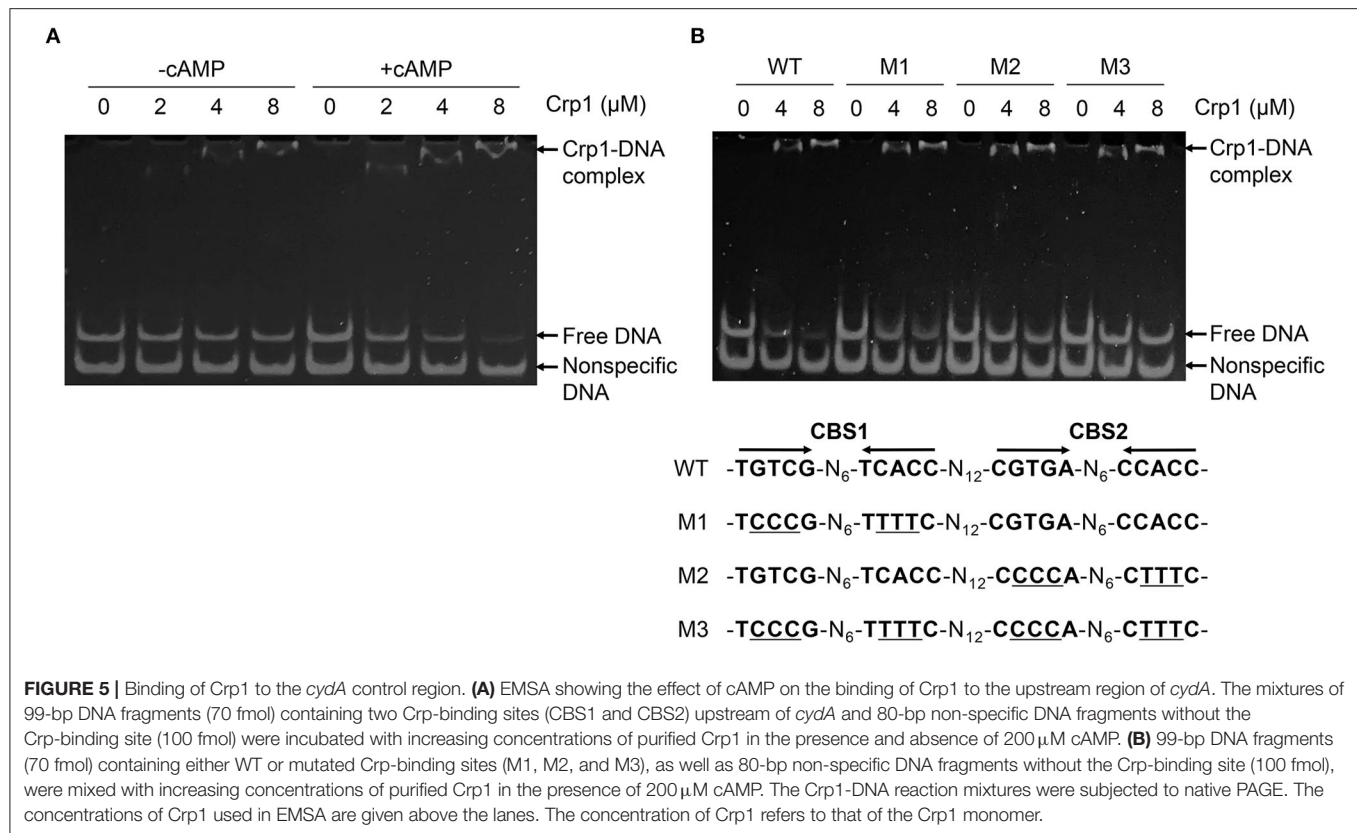 A
-cAMP +cAMP
0 2 4 8 0 2 4 8 Crp1 (μM)
Crp1-DNA
complex
Free DNA
Nonspecific
DNA
B
WT M1 M2 M3
0 4 8 0 4 8 0 4 8 0 4 8 Crp1 (μM)
Crp1-DNA
complex
Free DNA
Nonspecific
DNA
CBS1 CBS2
WT -TGTCG-N6-TCACC-N12-CGTGA-N6-CCACC-
M1 -TCCCG-N6-TTTTC-N12-CGTGA-N6-CCACC-
M2 -TGTCG-N6-TCACC-N12-CCCCA-N6-CTTTC-
M3 -TCCCG-N6-TTTTC-N12-CCCCA-N6-CTTTC-
FIGURE 5 | Binding of Crp1 to the cydA control region. (A) EMSA showing the effect of cAMP on the binding of Crp1 to the upstream region of cydA. The mixtures of
99-bp DNA fragments (70 fmol) containing two Crp-binding sites (CBS1 and CBS2) upstream of cydA and 80-bp non-specific DNA fragments without the
Crp-binding site (100 fmol) were incubated with increasing concentrations of purified Crp1 in the presence and absence of 200 μM cAMP. (B) 99-bp DNA fragments
(70 fmol) containing either WT or mutated Crp-binding sites (M1, M2, and M3), as well as 80-bp non-specific DNA fragments without the Crp-binding site (100 fmol),
were mixed with increasing concentrations of purified Crp1 in the presence of 200 μM cAMP. The Crp1-DNA reaction mixtures were subjected to native PAGE. The
concentrations of Crp1 used in EMSA are given above the lanes. The concentration of Crp1 refers to that of the Crp1 monomer.